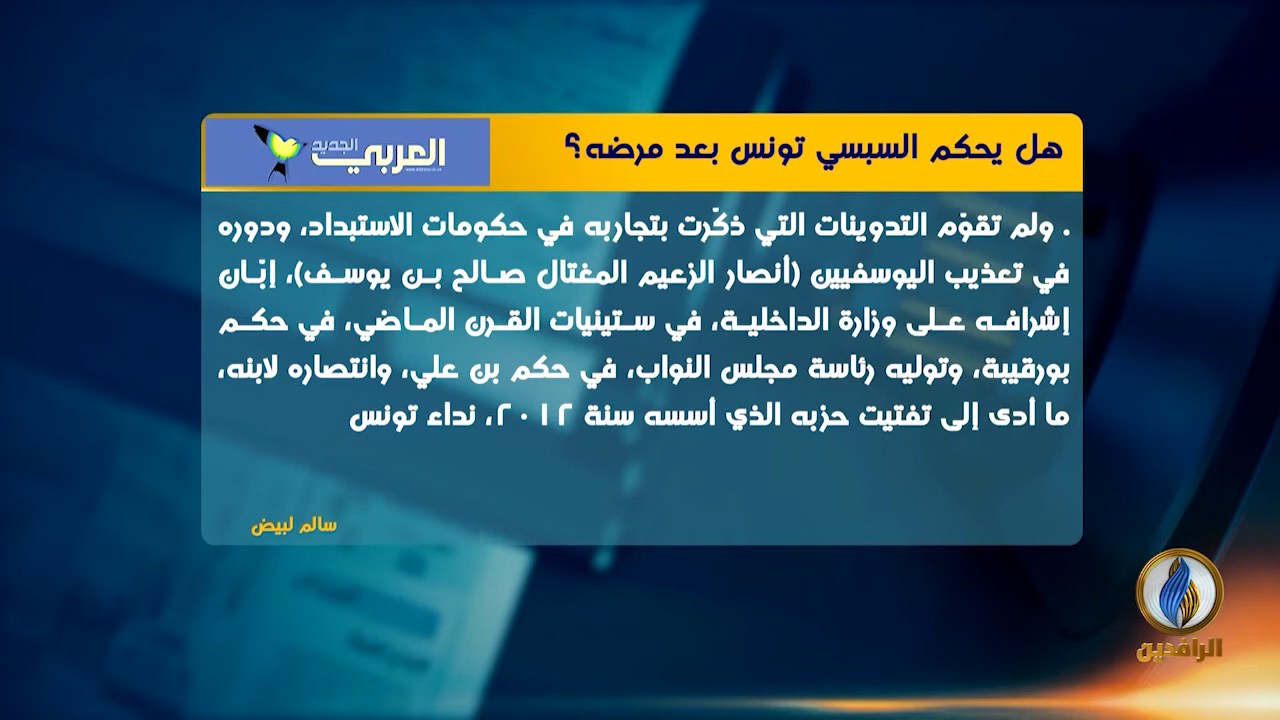 هل يحكم السبسي تونس بعد مرضه؟
العربي الجديد
. ولم تقوّم التدوينات التي ذكّرت بتجاربه في حكومات الاستبداد، ودوره
في تعذيب اليوسفيين (أنصار الزعيم المغتال صالح بن يوسف)، إبّان
إشرافه على وزارة الداخلية، في ستينيات القرن الماضي، في حكم
بورقيبة، وتوليه رئاسة مجلس النواب، في حكم بن علي، وانتصاره لابنه،
ما أدى إلى تفتيت حزبه الذي أسسه سنة ٢٠١٢، نداء تونس
سالم لبيض
الرافدين